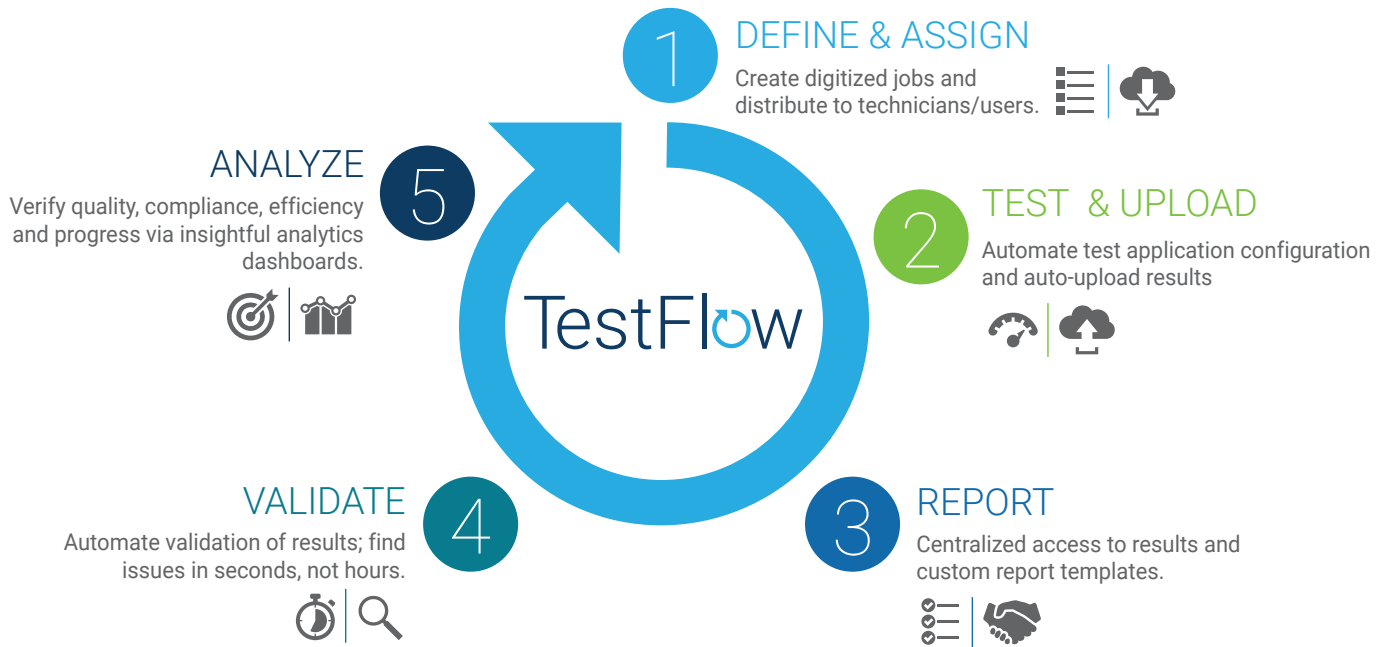 1
DEFINE & ASSIGN
Create digitized jobs and
distribute to technicians/users.
2
TEST & UPLOAD
Automate test application configuration
and auto-upload results
3
REPORT
Centralized access to results and
custom report templates.
4
VALIDATE
Automate validation of results; find
issues in seconds, not hours.
5
ANALYZE
Verify quality, compliance, efficiency
and progress via insightful analytics
dashboards.
TestFlow